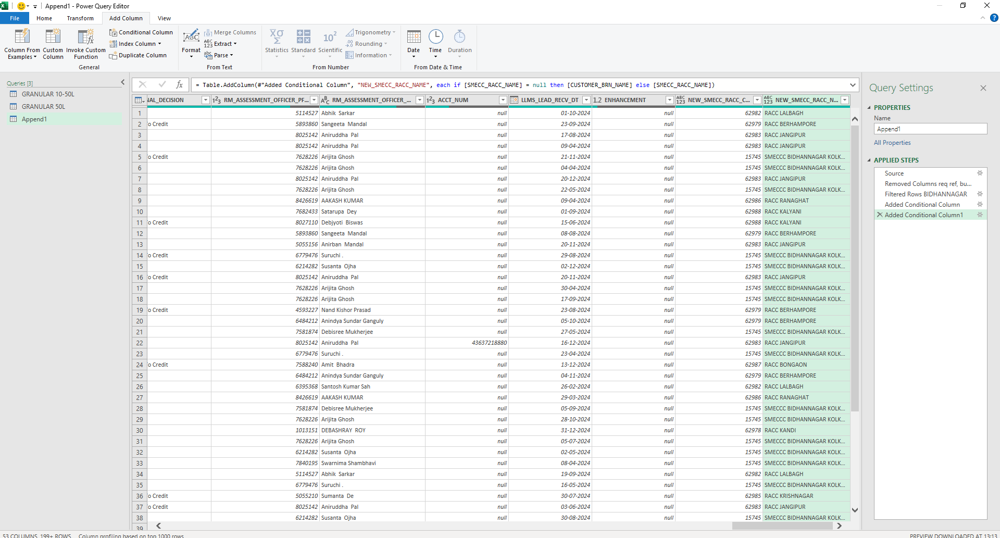 Append1 - Power Query Editor
File Home Transform Add Column View
Column From Examples
Custom Column
Invoke Custom Function
Conditional Column
Index Column
Duplicate Column
General
Format
Merge Columns
Extract
Parse
From Text
Statistics
Standard
Scientific
Trigonometry
Rounding
Information
From Number
Date
Time
Duration
From Date & Time
Queries [3]
GRANULAR 10-50L
GRANULAR 50L
Append1
= Table.AddColumn(#"Added Conditional Column", "NEW_SMECC_RACC_NAME", each if [SMECC_RACC_NAME] = null then [CUSTOMER_BRN_NAME] else [SMECC_RACC_NAME])
NAL_DECISION 1²3 RM_ASSESSMENT_OFFICER_PF... ABC RM_ASSESSMENT_OFFICER_... 1²3 ACCT_NUM LLMS_LEAD_RECV_DT 1.2 ENHANCEMENT ABC 123 NEW_SMECC_RACC_C... ABC 123 NEW_SMECC_RACC_N...
1 5114527 Abhik Sarkar null 01-10-2024 null 62982 RACC LALBAGH
2 o Credit 5893860 Sangeeta Mandal null 23-09-2024 null 62979 RACC BERHAMPORE
3 8025142 Aniruddha Pal null 17-08-2024 null 62983 RACC JANGIPUR
4 8025142 Aniruddha Pal null 09-04-2024 null 62983 RACC JANGIPUR
5 o Credit 7628226 Arijita Ghosh null 21-11-2024 null 15745 SMECCC BIDHANNAGAR KOLK...
6 7628226 Arijita Ghosh null 04-04-2024 null 15745 SMECCC BIDHANNAGAR KOLK...
7 8025142 Aniruddha Pal null 20-12-2024 null 62983 RACC JANGIPUR
8 7628226 Arijita Ghosh null 22-05-2024 null 15745 SMECCC BIDHANNAGAR KOLK...
9 8426619 AAKASH KUMAR null 09-04-2024 null 62986 RACC RANAGHAT
10 7682433 Satarupa Dey null 01-09-2024 null 62988 RACC KALYANI
11 o Credit 8027110 Debjyoti Biswas null 15-06-2024 null 62988 RACC KALYANI
12 5893860 Sangeeta Mandal null 08-08-2024 null 62979 RACC BERHAMPORE
13 5055156 Anirban Mandal null 20-11-2024 null 62983 RACC JANGIPUR
14 o Credit 6779476 Suruchi . null 29-08-2024 null 15745 SMECCC BIDHANNAGAR KOLK...
15 6214282 Susanta Ojha null 02-12-2024 null 15745 SMECCC BIDHANNAGAR KOLK...
16 o Credit 8025142 Aniruddha Pal null 20-11-2024 null 62983 RACC JANGIPUR
17 7628226 Arijita Ghosh null 30-04-2024 null 15745 SMECCC BIDHANNAGAR KOLK...
18 7628226 Arijita Ghosh null 17-09-2024 null 15745 SMECCC BIDHANNAGAR KOLK...
19 o Credit 4593227 Nand Kishor Prasad null 23-08-2024 null 62979 RACC BERHAMPORE
20 6484212 Anindya Sundar Ganguly null 05-10-2024 null 62979 RACC BERHAMPORE
21 7581874 Debisree Mukherjee null 27-05-2024 null 15745 SMECCC BIDHANNAGAR KOLK...
22 8025142 Aniruddha Pal 43637218880 16-12-2024 null 62983 RACC JANGIPUR
23 6779476 Suruchi . null 23-04-2024 null 15745 SMECCC BIDHANNAGAR KOLK...
24 o Credit 7588240 Amit Bhadra null 13-12-2024 null 62987 RACC BONGAON
25 6484212 Anindya Sundar Ganguly null 04-11-2024 null 62979 RACC BERHAMPORE
26 6395368 Santosh Kumar Sah null 26-02-2024 null 62982 RACC LALBAGH
27 8426619 AAKASH KUMAR null 29-03-2024 null 62986 RACC RANAGHAT
28 7581874 Debisree Mukherjee null 05-09-2024 null 15745 SMECCC BIDHANNAGAR KOLK...
29 7628226 Arijita Ghosh null 28-10-2024 null 15745 SMECCC BIDHANNAGAR KOLK...
30 1013151 DEBASHRAY ROY null 31-12-2024 null 62978 RACC KANDI
31 7628226 Arijita Ghosh null 05-07-2024 null 15745 SMECCC BIDHANNAGAR KOLK...
32 6214282 Susanta Ojha null 02-05-2024 null 15745 SMECCC BIDHANNAGAR KOLK...
33 7840195 Swarnima Shambhavi null 08-04-2024 null 15745 SMECCC BIDHANNAGAR KOLK...
34 5114527 Abhik Sarkar null 19-09-2024 null 62982 RACC LALBAGH
35 6779476 Suruchi . null 16-05-2024 null 15745 SMECCC BIDHANNAGAR KOLK...
36 o Credit 5055210 Sumanta De null 30-07-2024 null 62985 RACC KRISHNAGAR
37 o Credit 8025142 Aniruddha Pal null 03-06-2024 null 62983 RACC JANGIPUR
38 6214282 Susanta Ojha null 30-08-2024 null 15745 SMECCC BIDHANNAGAR KOLK...
39
Query Settings
PROPERTIES
Name
Append1
All Properties
APPLIED STEPS
Source
Removed Columns req ref, bu...
Filtered Rows BIDHANNAGAR
Added Conditional Column
Added Conditional Column1
53 COLUMNS, 199+ ROWS Column profiling based on top 1000 rows
PREVIEW DOWNLOADED AT 13:13